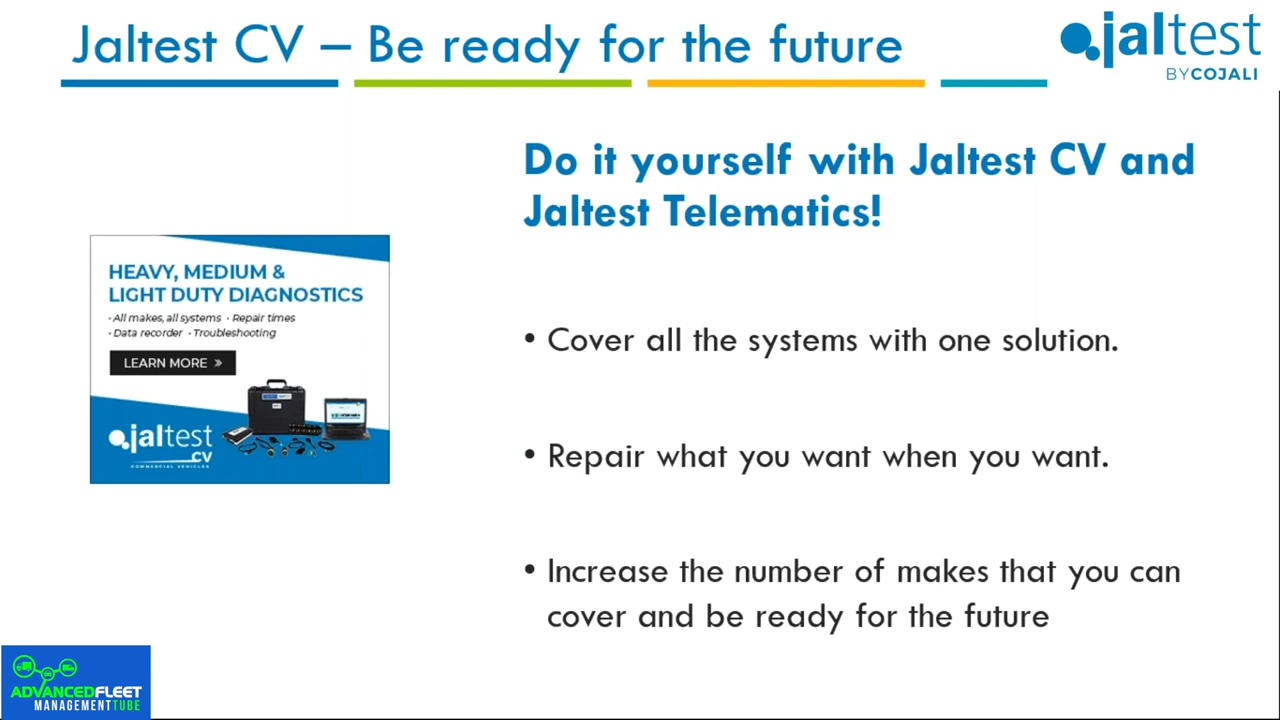 Jaltest CV – Be ready for the future
jaltest
BYCOJALI
Do it yourself with Jaltest CV and
Jaltest Telematics!
HEAVY, MEDIUM &
LIGHT DUTY DIAGNOSTICS
· All makes, all systems · Repair times
· Data recorder · Troubleshooting
LEARN MORE »
jaltest
CV
COMMERCIAL VEHICLES
• Cover all the systems with one solution.
• Repair what you want when you want.
• Increase the number of makes that you can
cover and be ready for the future
ADVANCEDFLEET
MANAGEMENTTUBE